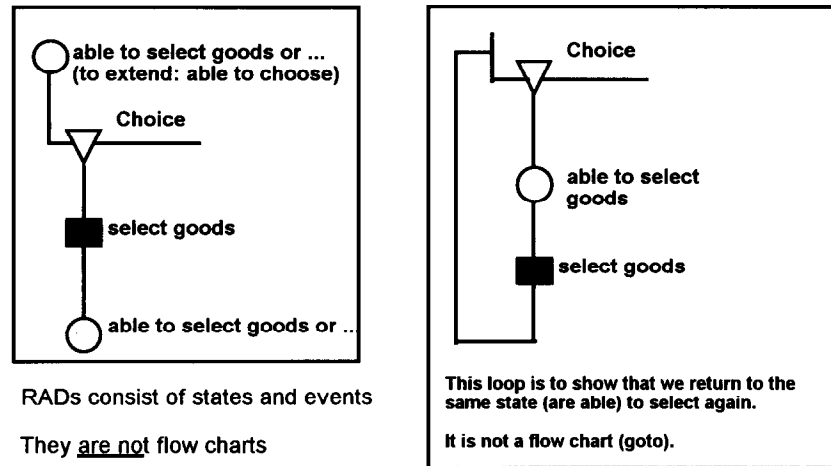 able to select goods or ...
(to extend: able to choose)
Choice
select goods
able to select goods or ...
RADs consist of states and events
They are not flow charts
Choice
able to select
goods
select goods
This loop is to show that we return to the
same state (are able) to select again.
It is not a flow chart (goto).